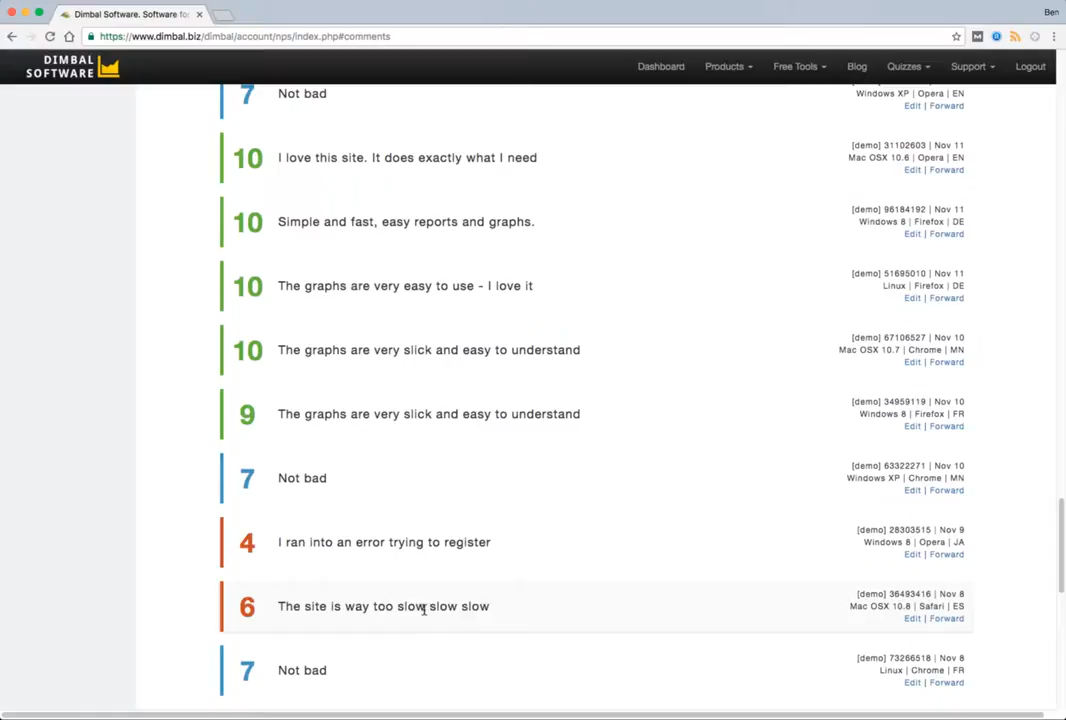 Dimbal Software. Software fo
Ben
https://www.dimbal.biz/dimbal/account/nps/index.php#comments
DIMBAL
SOFTWARE
Dashboard
Products
Free Tools
Blog
Quizzes
Support
Logout
7
Not bad
Windows XP | Opera | EN
Edit | Forward
10
I love this site. It does exactly what I need
[demo] 31102603 | Nov 11
Mac OSX 10.6 | Opera | EN
Edit | Forward
10
Simple and fast, easy reports and graphs.
[demo] 96184192 | Nov 11
Windows 8 | Firefox | DE
Edit | Forward
10
The graphs are very easy to use - I love it
[demo] 51695010 | Nov 11
Linux | Firefox | DE
Edit | Forward
10
The graphs are very slick and easy to understand
[demo] 67106527 | Nov 10
Mac OSX 10.7 | Chrome | MN
Edit | Forward
9
The graphs are very slick and easy to understand
[demo] 34959119 | Nov 10
Windows 8 | Firefox | FR
Edit | Forward
7
Not bad
[demo] 63322271 | Nov 10
Windows XP | Chrome | MN
Edit | Forward
4
I ran into an error trying to register
[demo] 28303515 | Nov 9
Windows 8 | Opera | JA
Edit | Forward
6
The site is way too slow slow slow
[demo] 36493416 | Nov 8
Mac OSX 10.8 | Safari | ES
Edit | Forward
7
Not bad
[demo] 73266518 | Nov 8
Linux | Chrome | FR
Edit | Forward